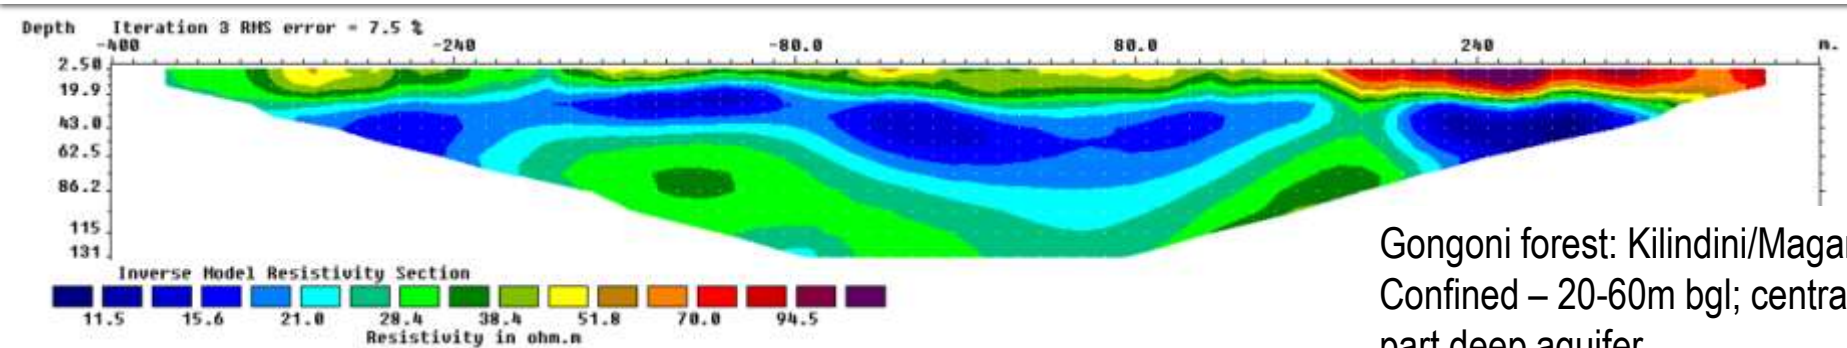 Depth Iteration 3 RMS error = 7.5 %
-400 -240 -80.0 80.0 240 m.
2.50
19.9
43.0
62.5
86.2
115
131
Inverse Model Resistivity Section
11.5 15.6 21.0 28.4 38.4 51.8 70.0 94.5
Resistivity in ohm.m
Gongoni forest: Kilindini/Magar
Confined – 20-60m bgl; centra
part deep aquifer